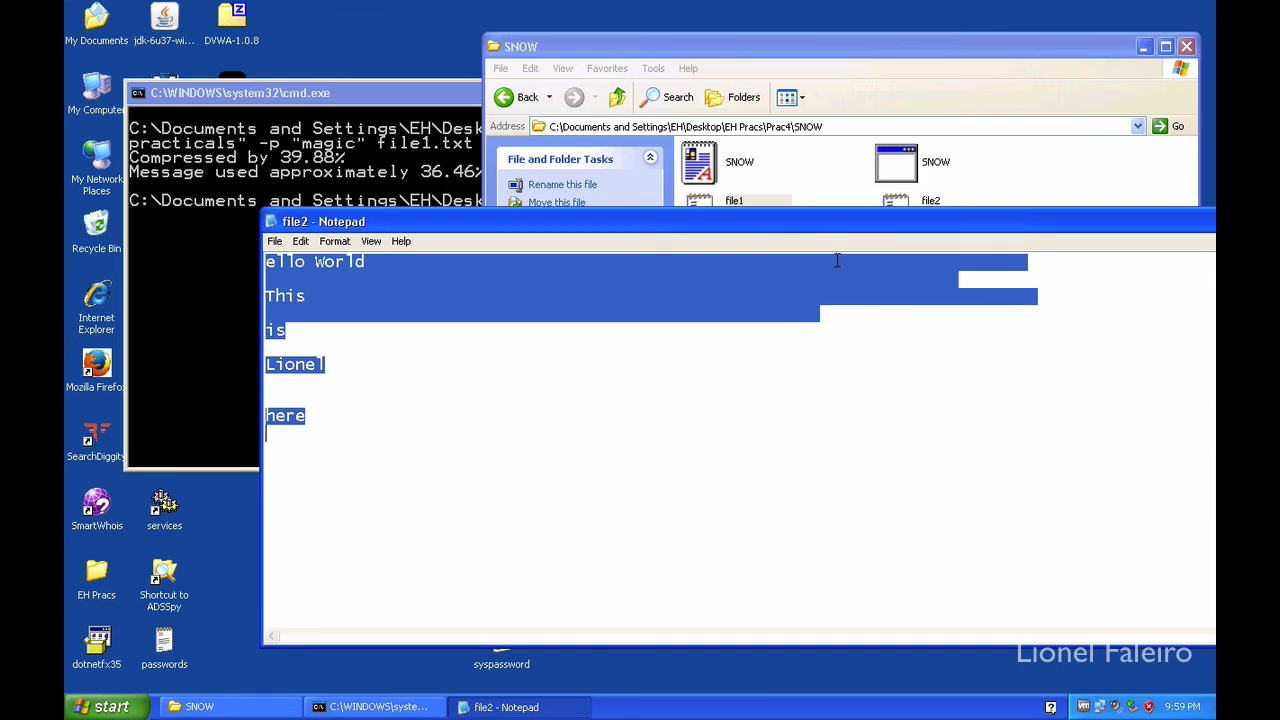 My Documents
jdk-6u37-wi...
DVWA-1.0.8
My Computer
My Network
Places
Recycle Bin
Internet
Explorer
Mozilla Firefo
SearchDiggity
SmartWhois
services
EH Pracs
Shortcut to
ADSSpy
dotnetfx35
passwords
syspassword
C:\WINDOWS\system32\cmd.exe
C:\Documents and Settings\EH\Desk
practicals" -p "magic" file1.txt
Compressed by 39.88%
Message used approximately 36.46%
C:\Documents and Settings\EH\Desk
SNOW
File Edit View Favorites Tools Help
Back Search Folders
Address C:\Documents and Settings\EH\Desktop\EH Pracs\Prac4\SNOW Go
File and Folder Tasks
Rename this file
Move this file
SNOW
SNOW
file1
file2
file2 - Notepad
File Edit Format View Help
ello World
This
is
Lionel
here
Lionel Faleiro
start
SNOW
C:\WINDOWS\syste...
file2 - Notepad
9:59 PM